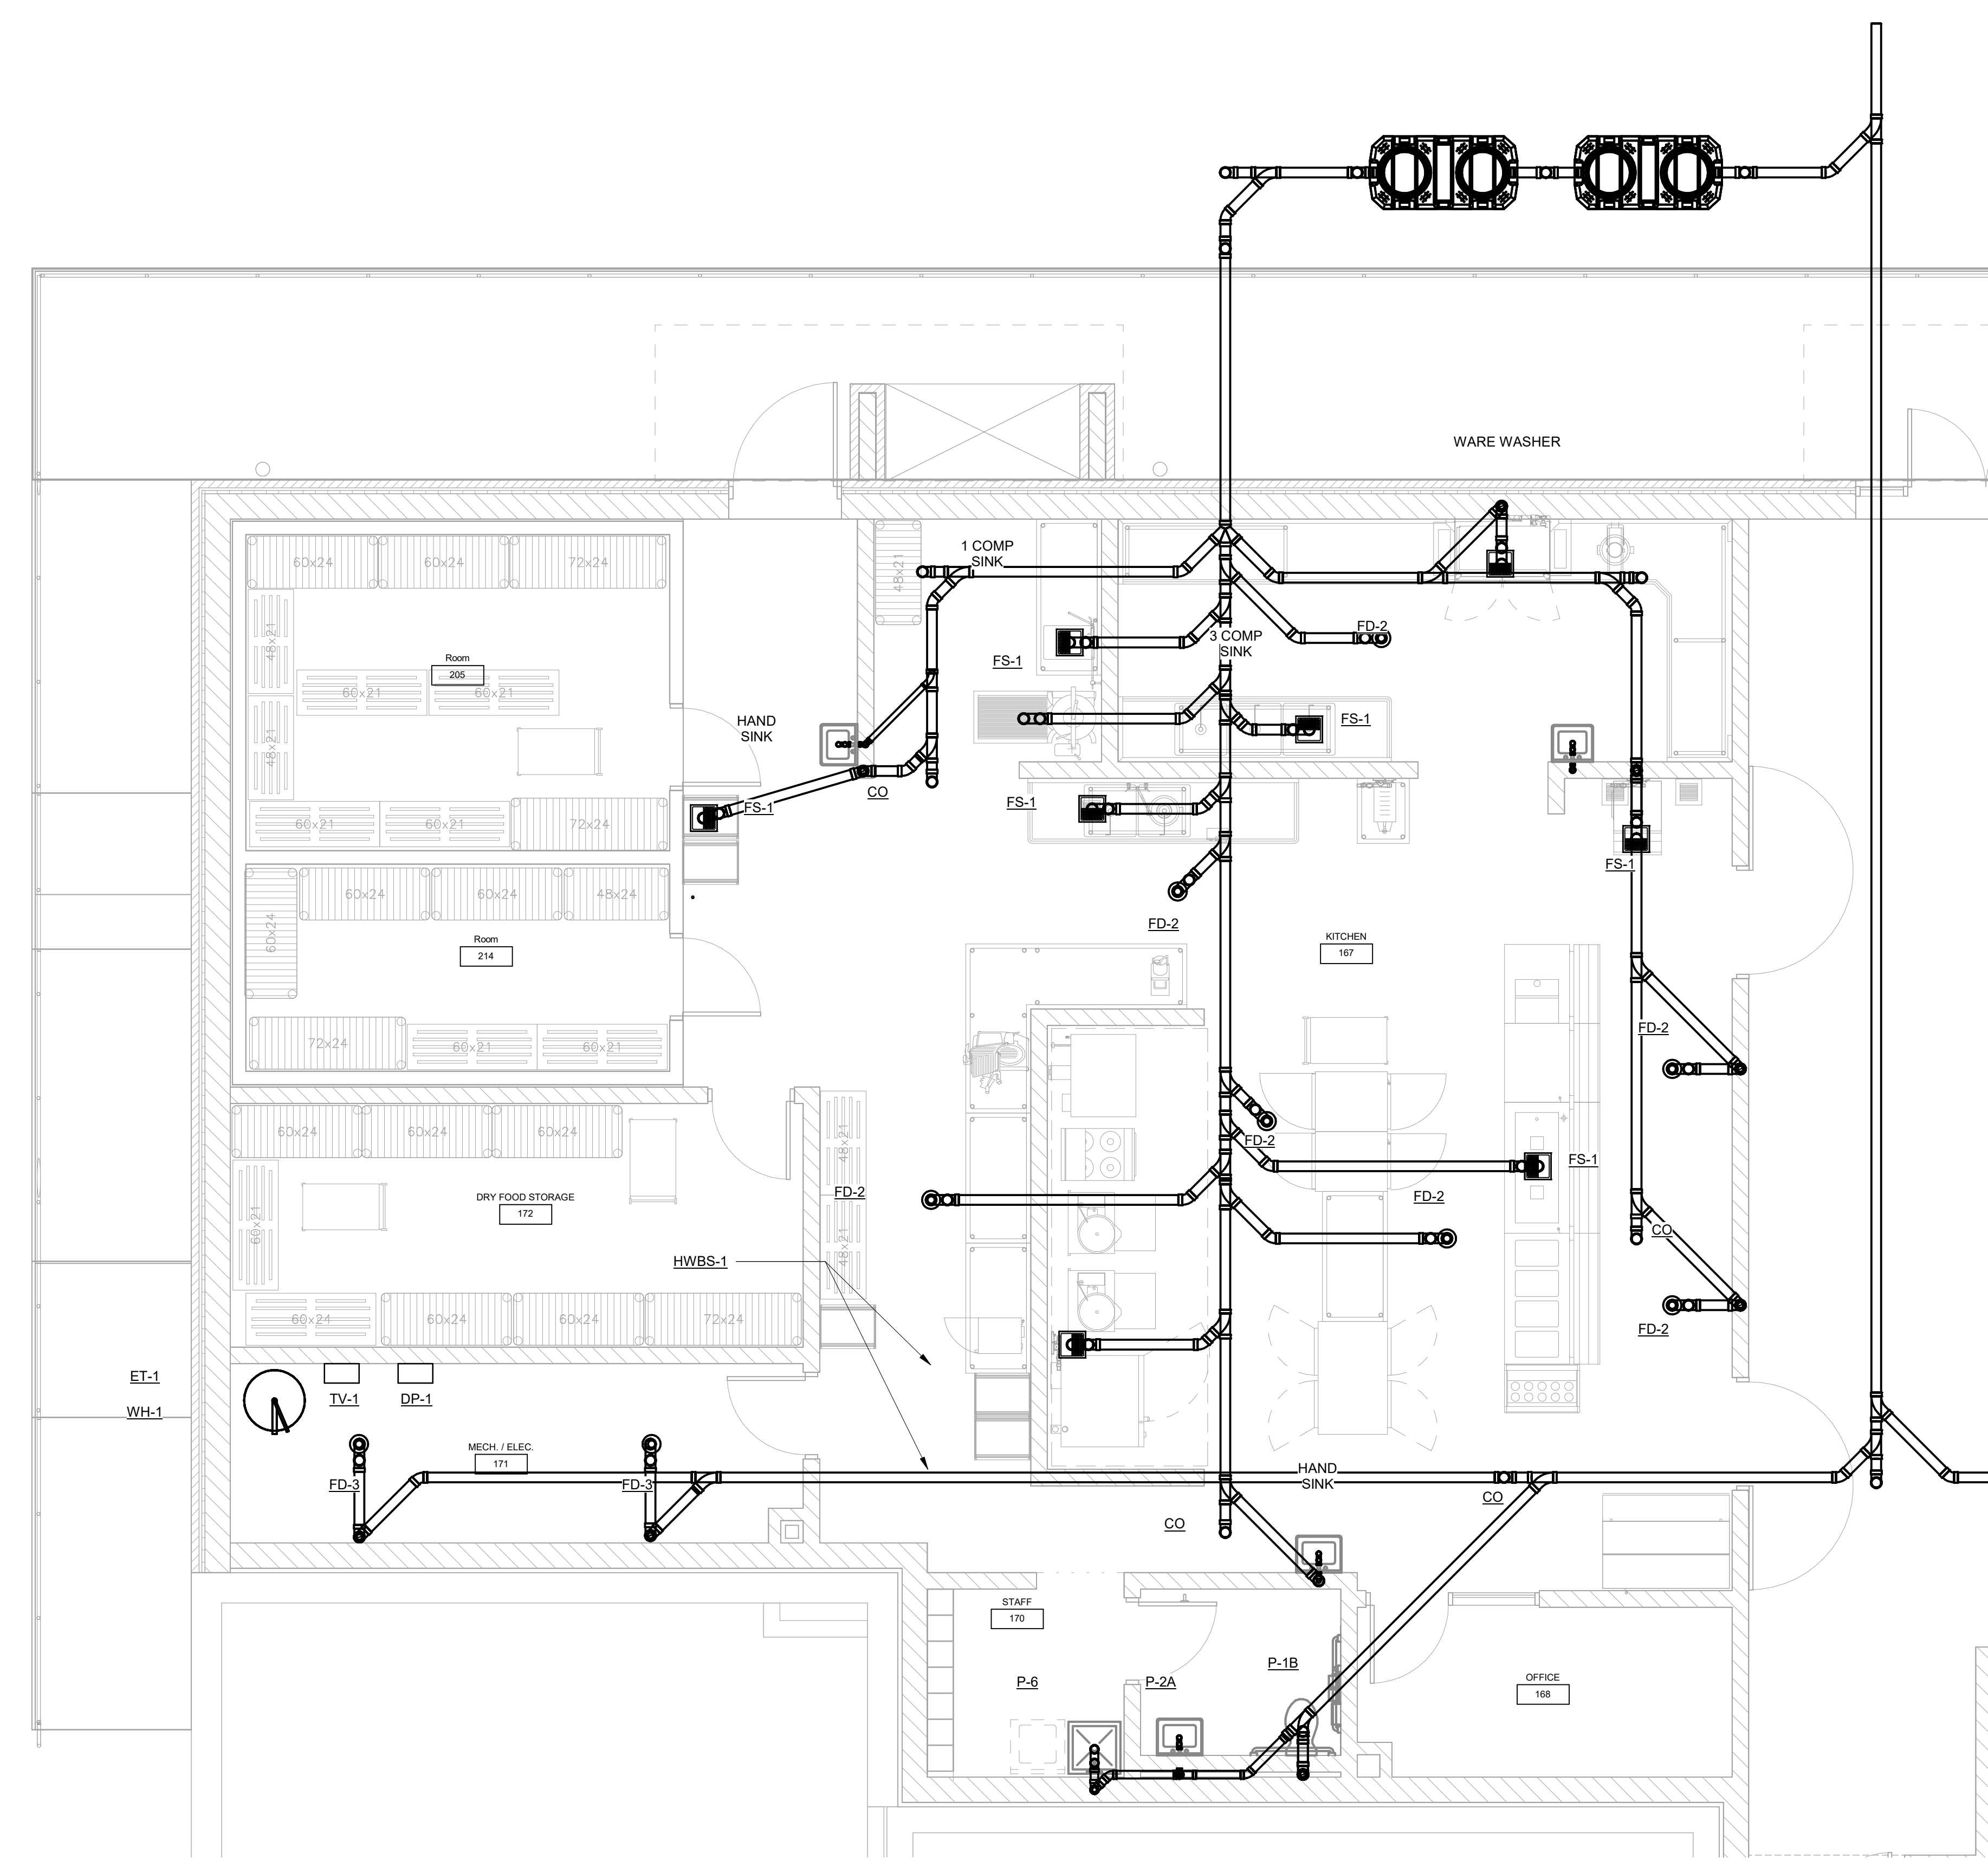 WARE WASHER
60x24
60x24
72x24
48x21
1 COMP
SINK
48x21
Room
205
60x21
60x21
FS-1
3 COMP
SINK
FD-2
48x21
HAND
SINK
FS-1
60x21
60x21
72x24
FS-1
CO
FS-1
FS-1
60x24
60x24
48x24
60x24
Room
214
FD-2
KITCHEN
167
72x24
60x21
60x21
FD-2
60x24
60x24
60x24
48x21
FD-2
FS-1
DRY FOOD STORAGE
172
FD-2
FD-2
60x21
48x21
CO
HWBS-1
60x24
60x24
60x24
72x24
FD-2
ET-1
WH-1
TV-1
DP-1
MECH. / ELEC.
171
FD-3
FD-3
HAND
SINK
CO
CO
STAFF
170
P-6
P-2A
P-1B
OFFICE
168